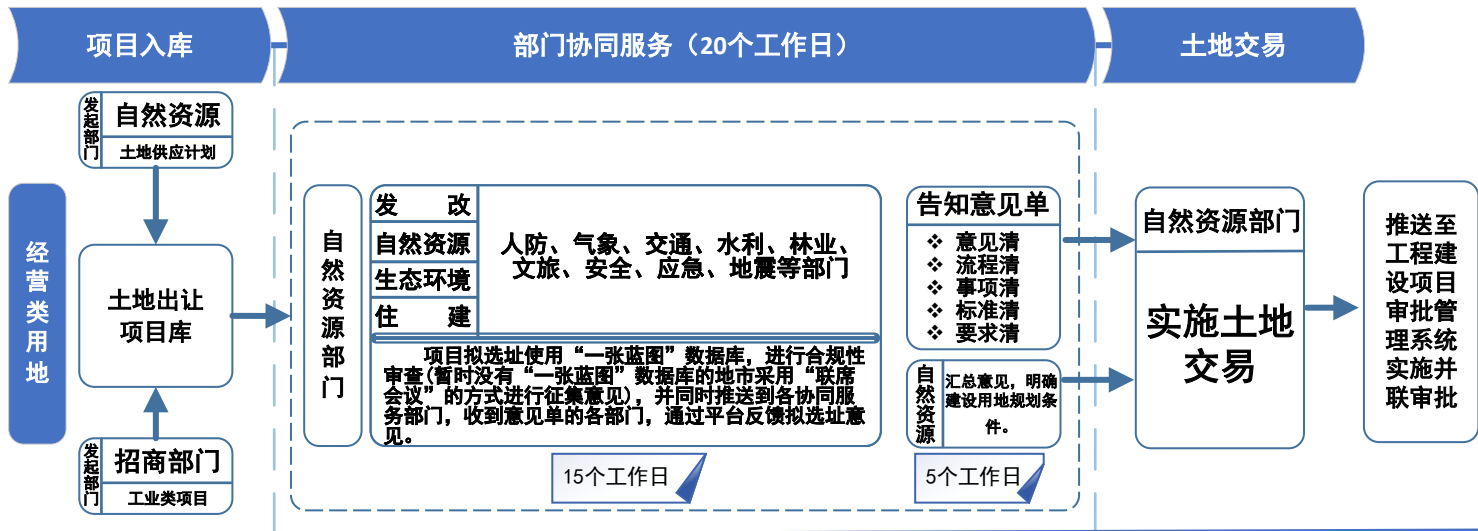 项目入库
部门协同服务（20个工作日）
土地交易
发起部门
自然资源
土地供应计划
经营类用地
土地出让
项目库
发起部门
招商部门
工业类项目
自然资源部门
发　　改
自然资源
生态环境
住　　建
人防、气象、交通、水利、林业、
文旅、安全、应急、地震等部门
项目拟选址使用“一张蓝图”数据库，进行合规性
审查(暂时没有“一张蓝图”数据库的地市采用“联席
会议”的方式进行征集意见)，并同时推送到各协同服
务部门，收到意见单的各部门，通过平台反馈拟选址意
见。
15个工作日
告知意见单
❖ 意见清
❖ 流程清
❖ 事项清
❖ 标准清
❖ 要求清
自然资源
汇总意见，明确
建设用地规划条
件。
5个工作日
自然资源部门
实施土地
交易
推送至
工程建
设项目
审批管
理系统
实施并
联审批